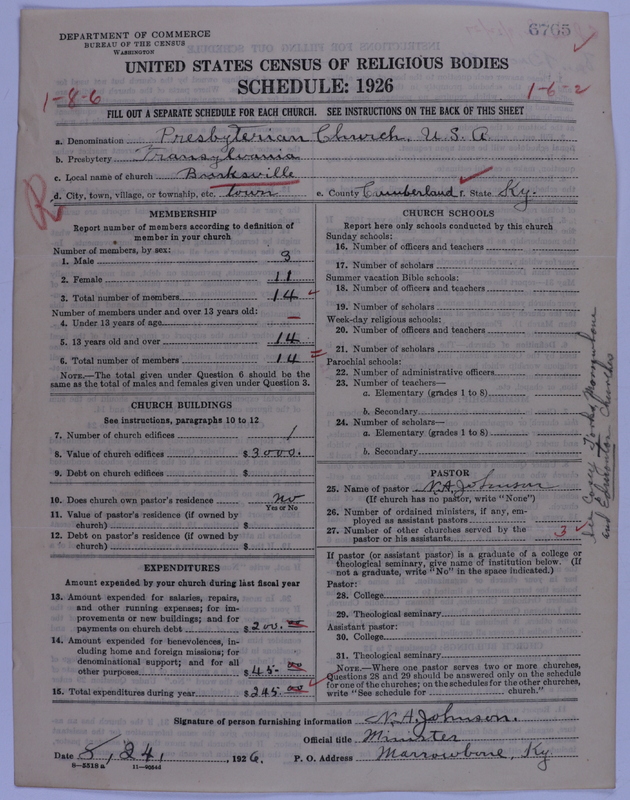 DEPARTMENT OF COMMERCE
BUREAU OF THE CENSUS
WASHINGTON
6765
UNITED STATES CENSUS OF RELIGIOUS BODIES
SCHEDULE: 1926
1-8-6
1-6-2
FILL OUT A SEPARATE SCHEDULE FOR EACH CHURCH. SEE INSTRUCTIONS ON THE BACK OF THIS SHEET
a. Denomination Presbyterian Church, U.S.A
b. Presbytery Transylvania
c. Local name of church Burksville
R
d. City, town, village, or township, etc. town e. County Cumberland f. State Ky.
MEMBERSHIP
Report number of members according to definition of
member in your church
Number of members, by sex:
1. Male 3
2. Female 11
3. Total number of members 14
Number of members under and over 13 years old:
4. Under 13 years of age —
5. 13 years old and over 14
6. Total number of members 14
NOTE.—The total given under Question 6 should be
same as the total of males and females given under Question 3.
CHURCH BUILDINGS
See instructions, paragraphs 10 to 12
7. Number of church edifices 1
8. Value of church edifices $3000.
9. Debt on church edifices $
10. Does church own pastor's residence no
Yes or No
11. Value of pastor's residence (if owned by
church) $
12. Debt on pastor's residence (if owned by
church) $
EXPENDITURES
Amount expended by your church during last fiscal year
13. Amount expended for salaries, repairs,
and other running expenses; for im-
provements or new buildings; and for
payments on church debt $200. 00
14. Amount expended for benevolences, in-
cluding home and foreign missions; for
denominational support; and for all
other purposes $45- 00
15. Total expenditures during year $245. 00
CHURCH SCHOOLS
Report here only schools conducted by this church
Sunday schools:
16. Number of officers and teachers
17. Number of scholars
Summer vacation Bible schools:
18. Number of officers and teachers
19. Number of scholars
Week-day religious schools:
20. Number of officers and teachers
21. Number of scholars
Parochial schools:
22. Number of administrative officers
23. Number of teachers—
a. Elementary (grades 1 to 8)
b. Secondary
24. Number of scholars—
a. Elementary (grades 1 to 8)
b. Secondary
PASTOR
25. Name of pastor N.A. Johnson
(If church has no pastor, write "None")
26. Number of ordained ministers, if any, em-
ployed as assistant pastors
27. Number of other churches served by the
pastor or his assistants 3
If pastor (or assistant pastor) is a graduate of a college or
theological seminary, give name of institution below. (If
not a graduate, write "No" in the space indicated.)
Pastor:
28. College
29. Theological seminary
Assistant pastor:
30. College
31. Theological seminary
NOTE.—Where one pastor serves two or more churches,
Questions 28 and 29 should be answered only on the schedule
for one of the churches; on the schedules for the other churches,
write "See schedule for church."
and Edmonton Churches
Signature of person furnishing information N.A. Johnson.
Official title Minister
Date 8, 24, 1926. P. O. Address Marrowbone, Ky.
8-5518 a